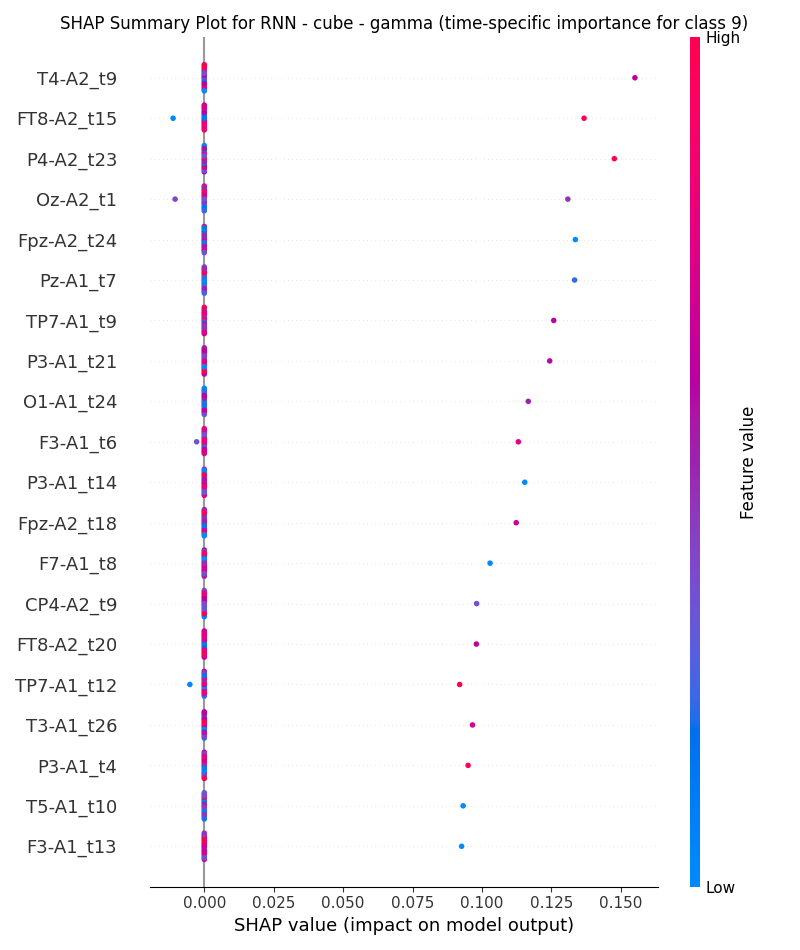 SHAP Summary Plot for RNN - cube - gamma (time-specific importance for class 9)
High
T4-A2_t9
FT8-A2_t15
P4-A2_t23
Oz-A2_t1
Fpz-A2_t24
Pz-A1_t7
TP7-A1_t9
P3-A1_t21
O1-A1_t24
F3-A1_t6
P3-A1_t14
Fpz-A2_t18
F7-A1_t8
CP4-A2_t9
FT8-A2_t20
TP7-A1_t12
T3-A1_t26
P3-A1_t4
T5-A1_t10
F3-A1_t13
Feature value
Low
0.000 0.025 0.050 0.075 0.100 0.125 0.150
SHAP value (impact on model output)